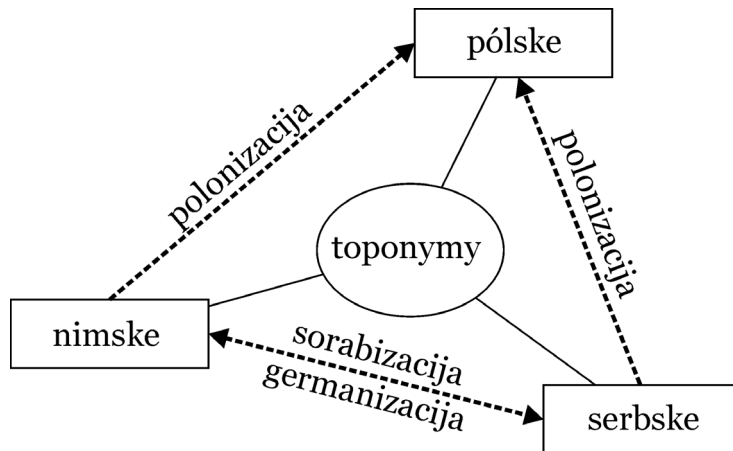 pólske
polonizacija
polonizacija
toponymy
nimske
sorabizacija
germanizacija
serbske